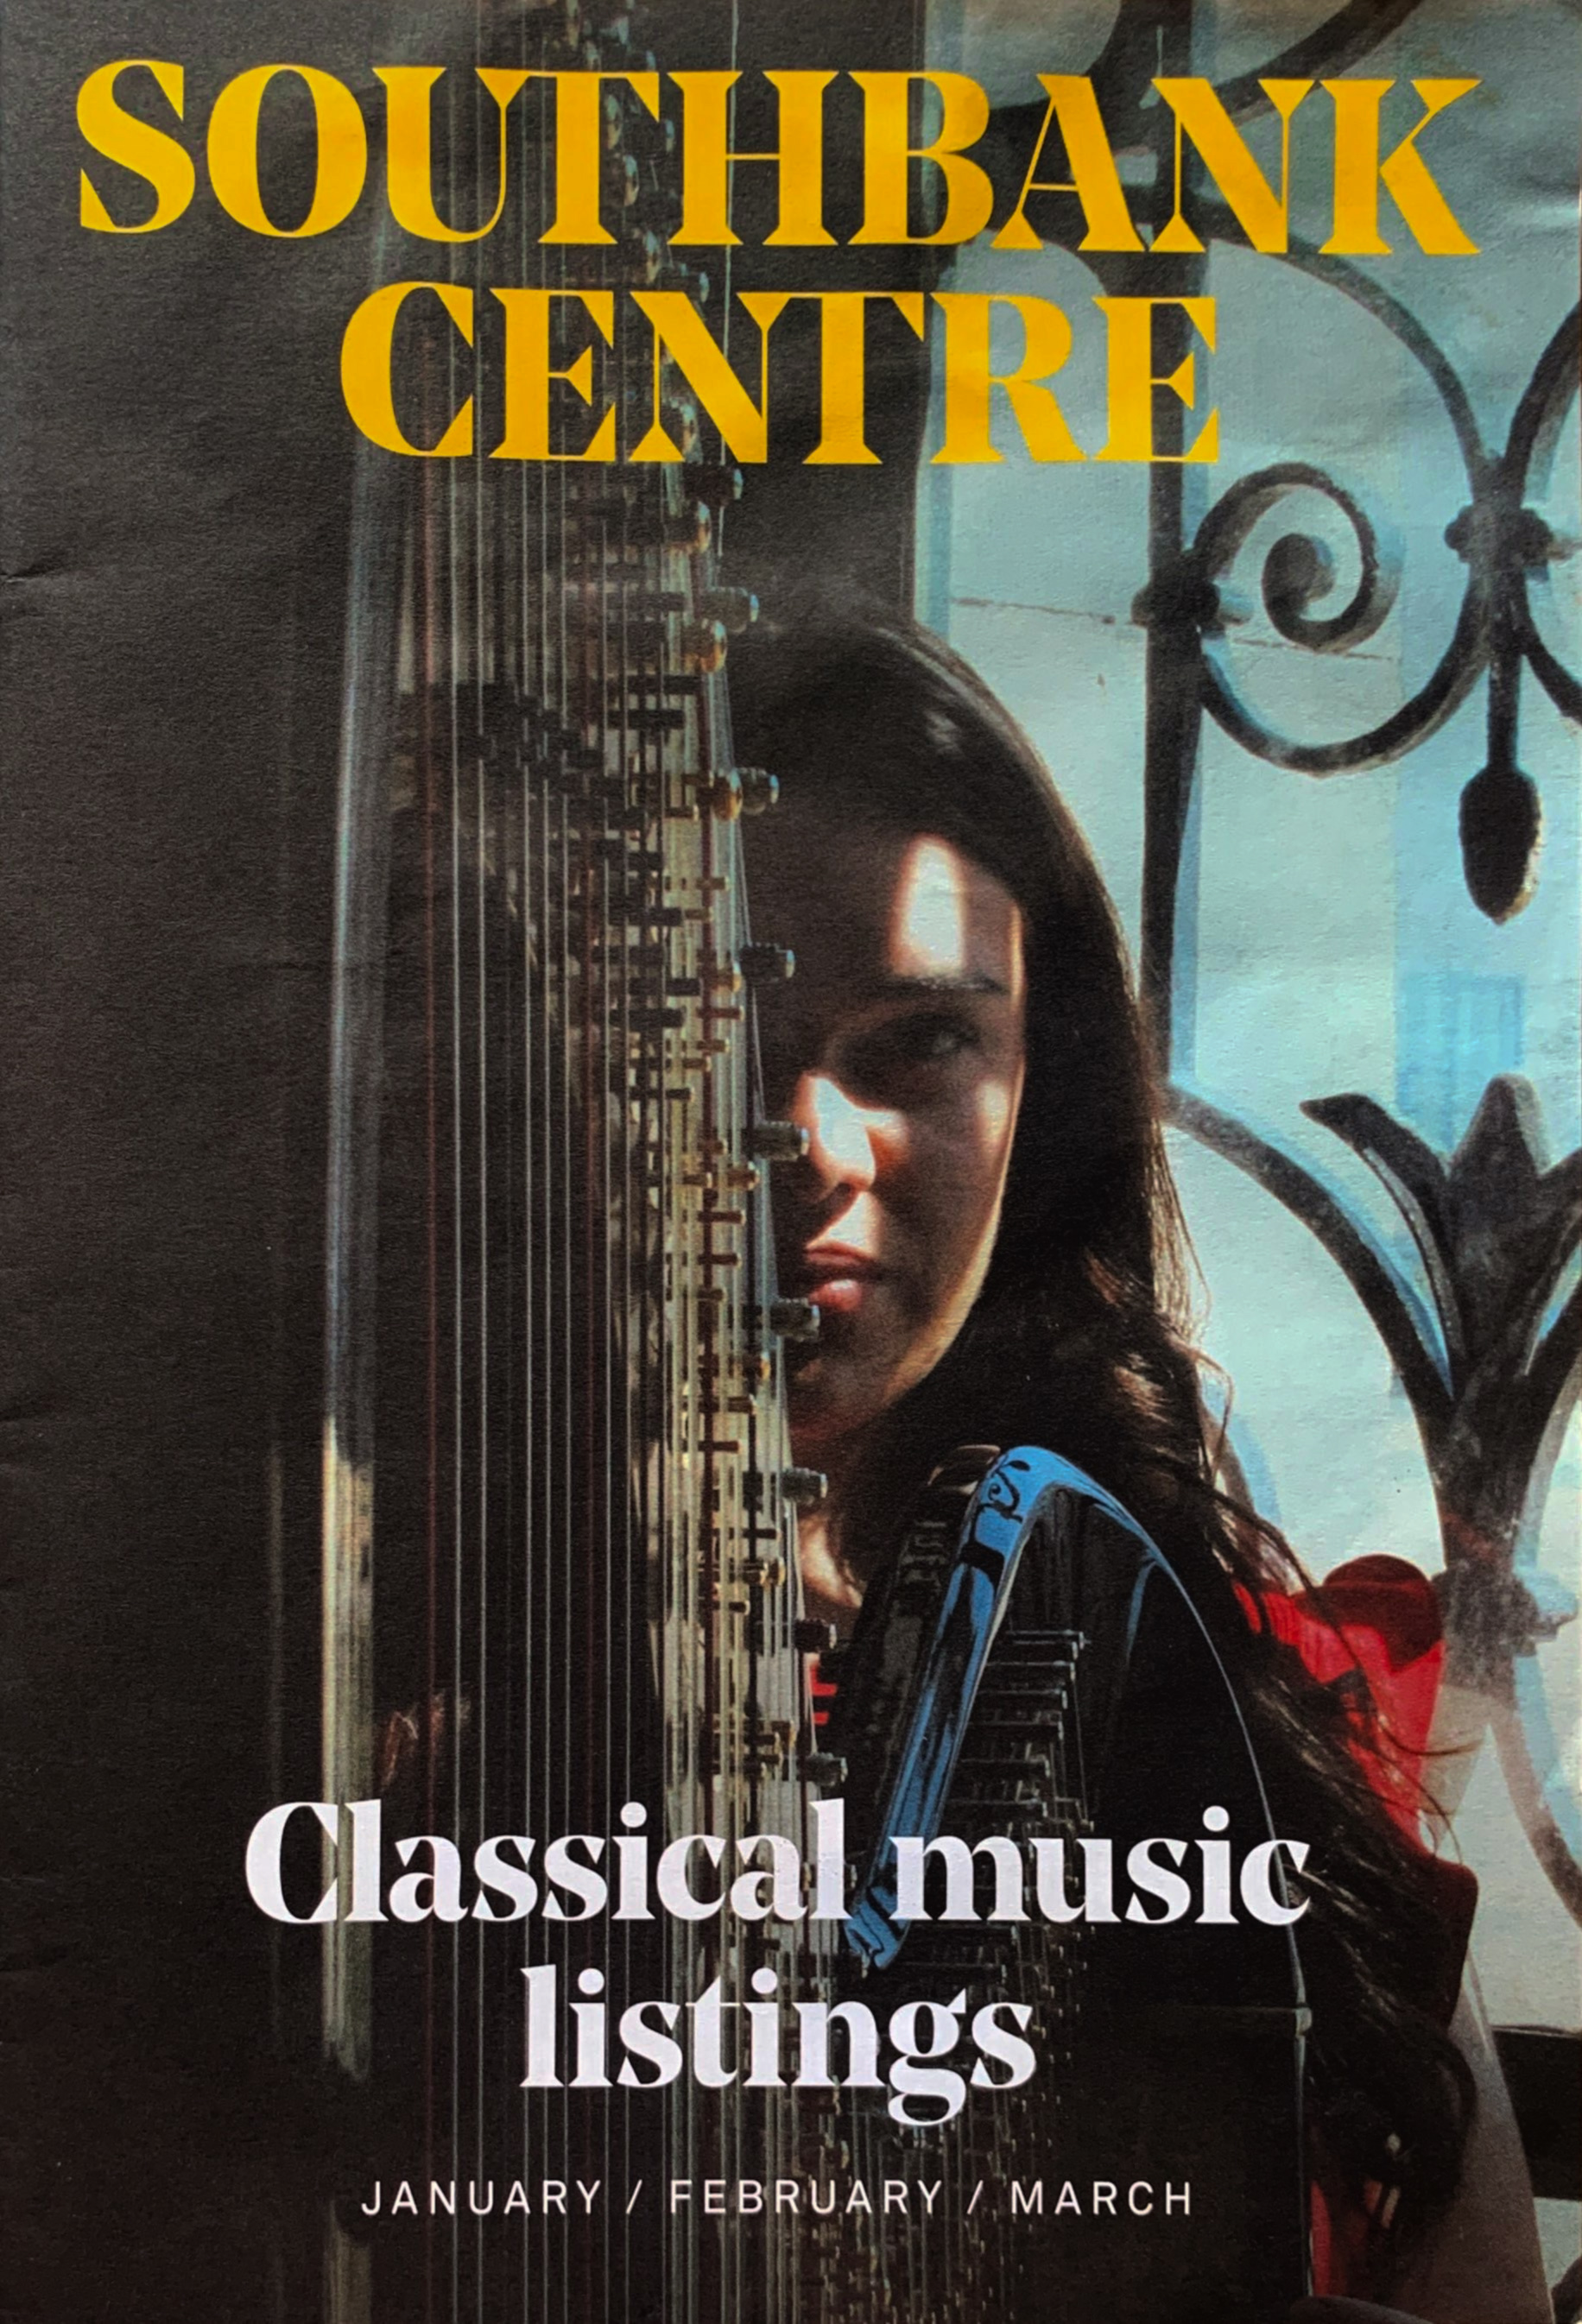 SOUTHBANK
CENTRE
Classical music
listings
JANUARY / FEBRUARY / MARCH